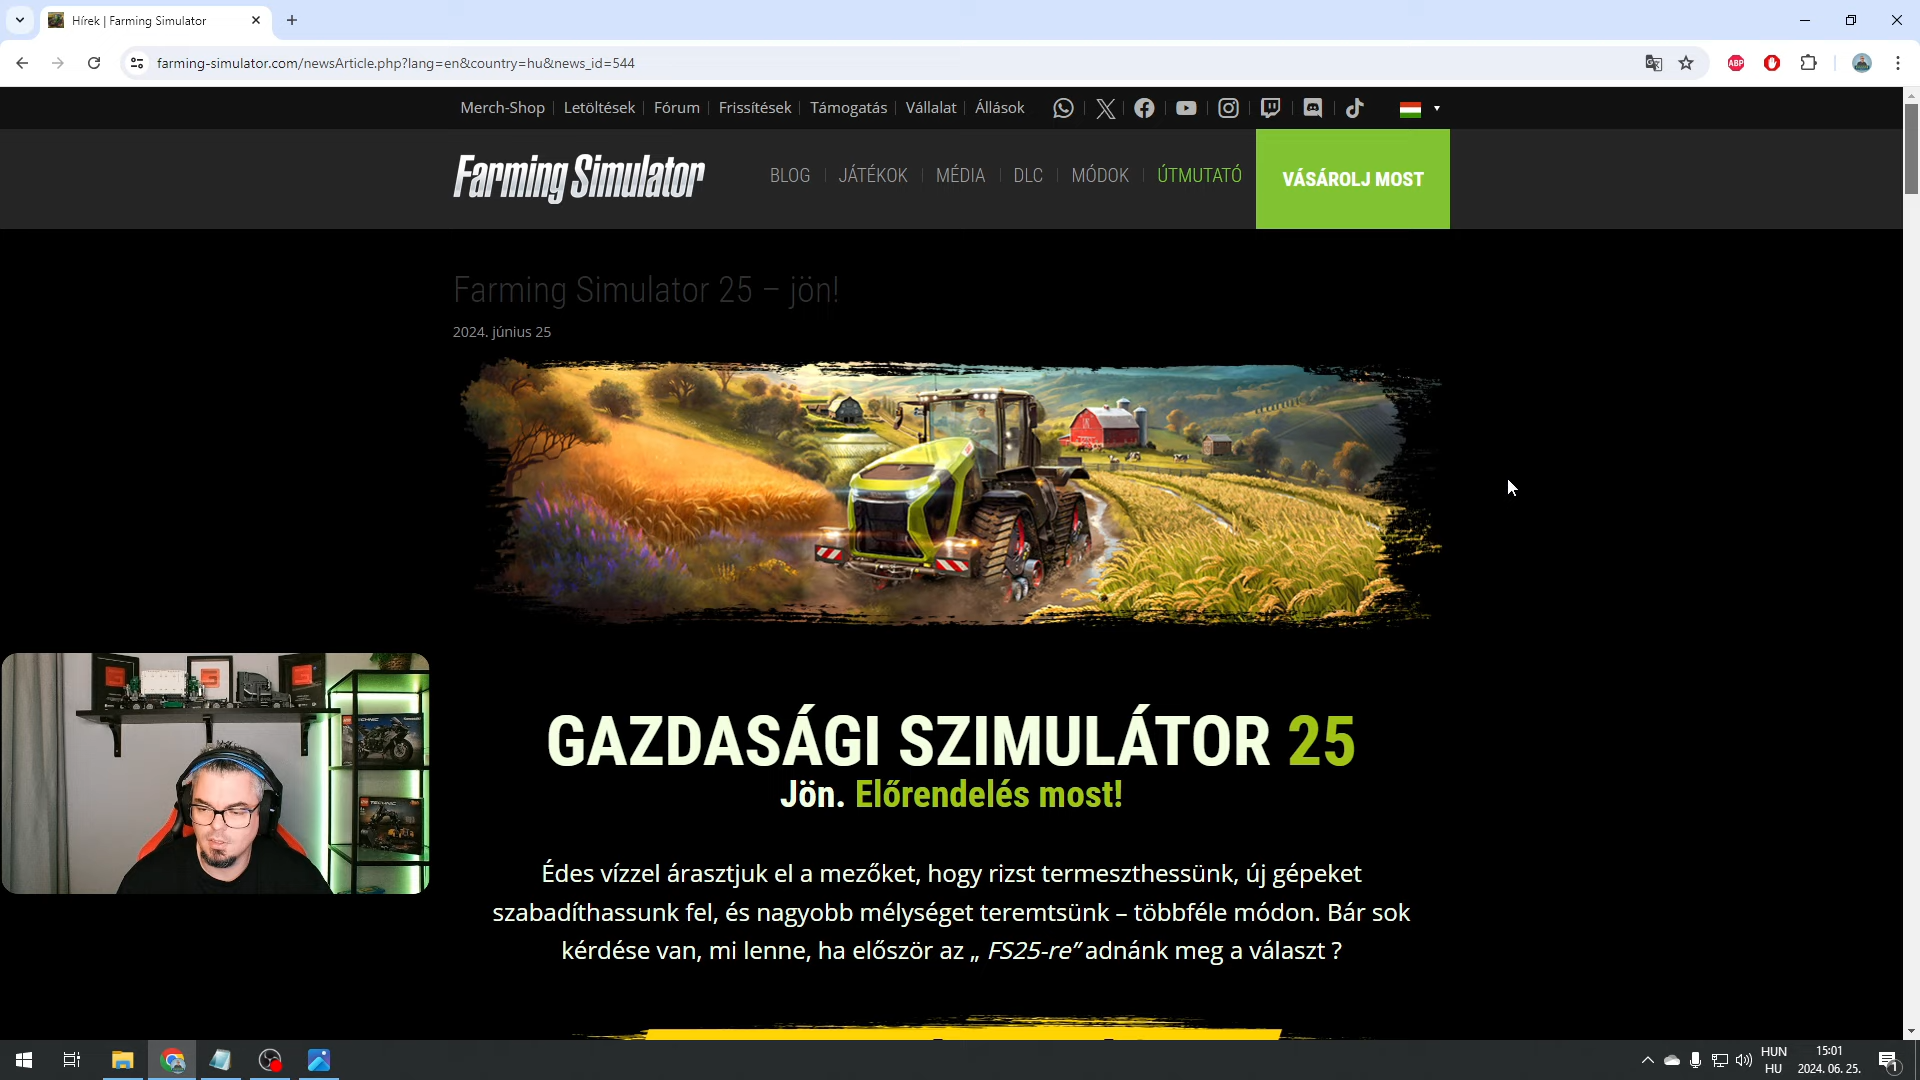 Hírek | Farming Simulator
farming-simulator.com/newsArticle.php?lang=en&country=hu&news_id=544
ABP
Merch-Shop Letöltések Fórum Frissítések Támogatás Vállalat Állások
Farming Simulator
BLOG JÁTÉKOK MÉDIA DLC MÓDOK ÚTMUTATÓ
VÁSÁROLJ MOST
Farming Simulator 25 – jön!
2024. június 25
GAZDASÁGI SZIMULÁTOR 25
Jön. Előrendelés most!
Édes vízzel árasztjuk el a mezőket, hogy rizst termeszthessünk, új gépeket
szabadíthassunk fel, és nagyobb mélységet teremtsünk – többféle módon. Bár sok
kérdése van, mi lenne, ha először az „ FS25-re” adnánk meg a választ ?
TECHNIC
TECHNIC
HUN
HU
15:01
2024. 06. 25.
1